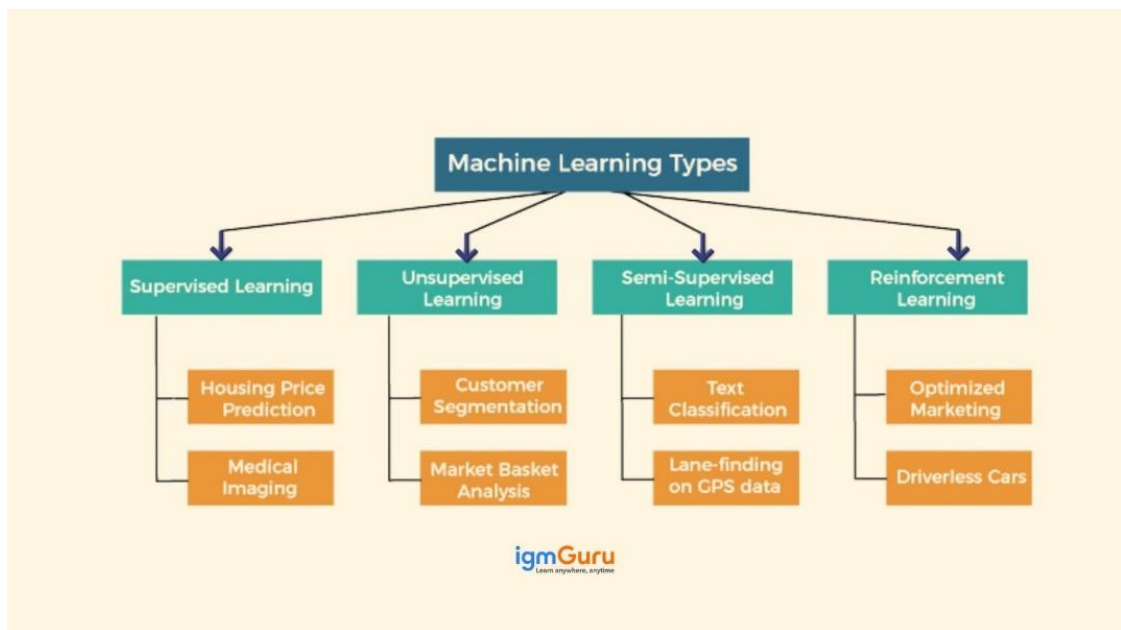 Machine Learning Types
Supervised Learning
Unsupervised
Learning
Semi-Supervised
Learning
Reinforcement
Learning
Housing Price
Prediction
Customer
Segmentation
Text
Classification
Optimized
Marketing
Medical
Imaging
Market Basket
Analysis
Lane-finding
on GPS data
Driverless Cars
igmGuru
Learn anywhere, anytime